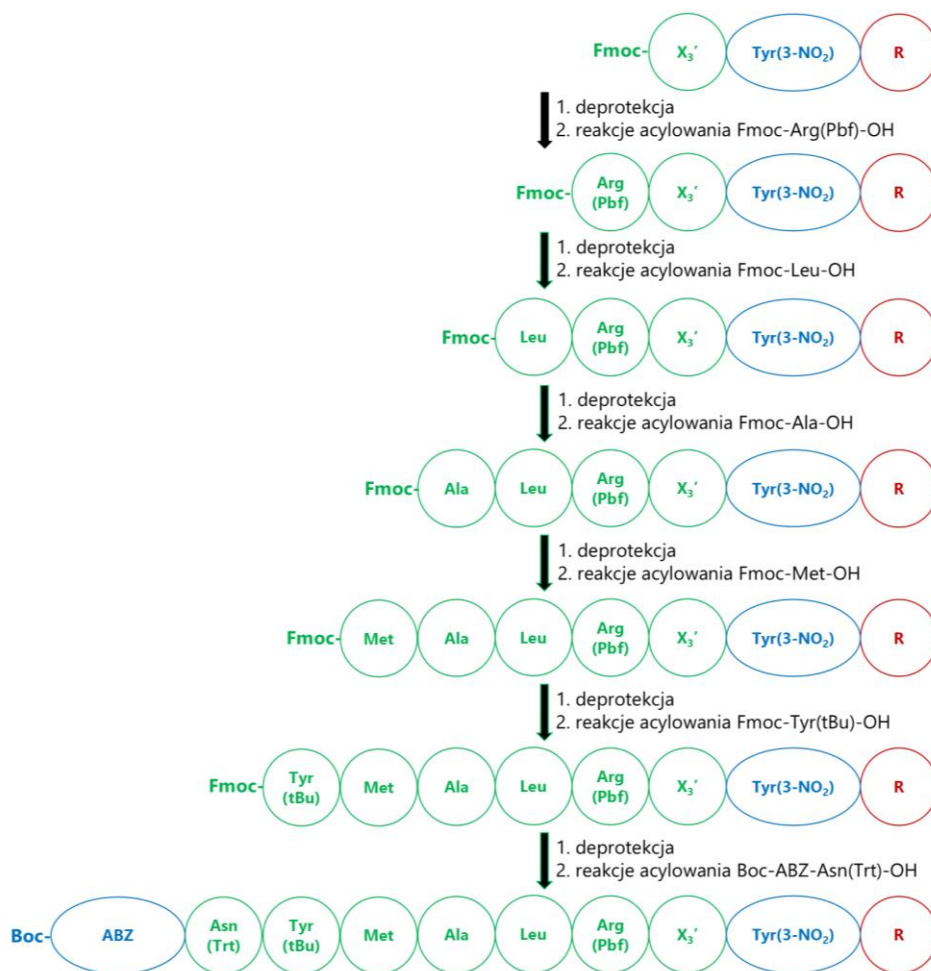 Fmoc- X₃’ Tyr(3-NO₂) R
1. deprotekcja
2. reakcje acylowania Fmoc-Arg(Pbf)-OH
Fmoc- Arg (Pbf) X₃’ Tyr(3-NO₂) R
1. deprotekcja
2. reakcje acylowania Fmoc-Leu-OH
Fmoc- Leu Arg (Pbf) X₃’ Tyr(3-NO₂) R
1. deprotekcja
2. reakcje acylowania Fmoc-Ala-OH
Fmoc- Ala Leu Arg (Pbf) X₃’ Tyr(3-NO₂) R
1. deprotekcja
2. reakcje acylowania Fmoc-Met-OH
Fmoc- Met Ala Leu Arg (Pbf) X₃’ Tyr(3-NO₂) R
1. deprotekcja
2. reakcje acylowania Fmoc-Tyr(tBu)-OH
Fmoc- Tyr (tBu) Met Ala Leu Arg (Pbf) X₃’ Tyr(3-NO₂) R
1. deprotekcja
2. reakcje acylowania Boc-ABZ-Asn(Trt)-OH
Boc- ABZ Asn (Trt) Tyr (tBu) Met Ala Leu Arg (Pbf) X₃’ Tyr(3-NO₂) R